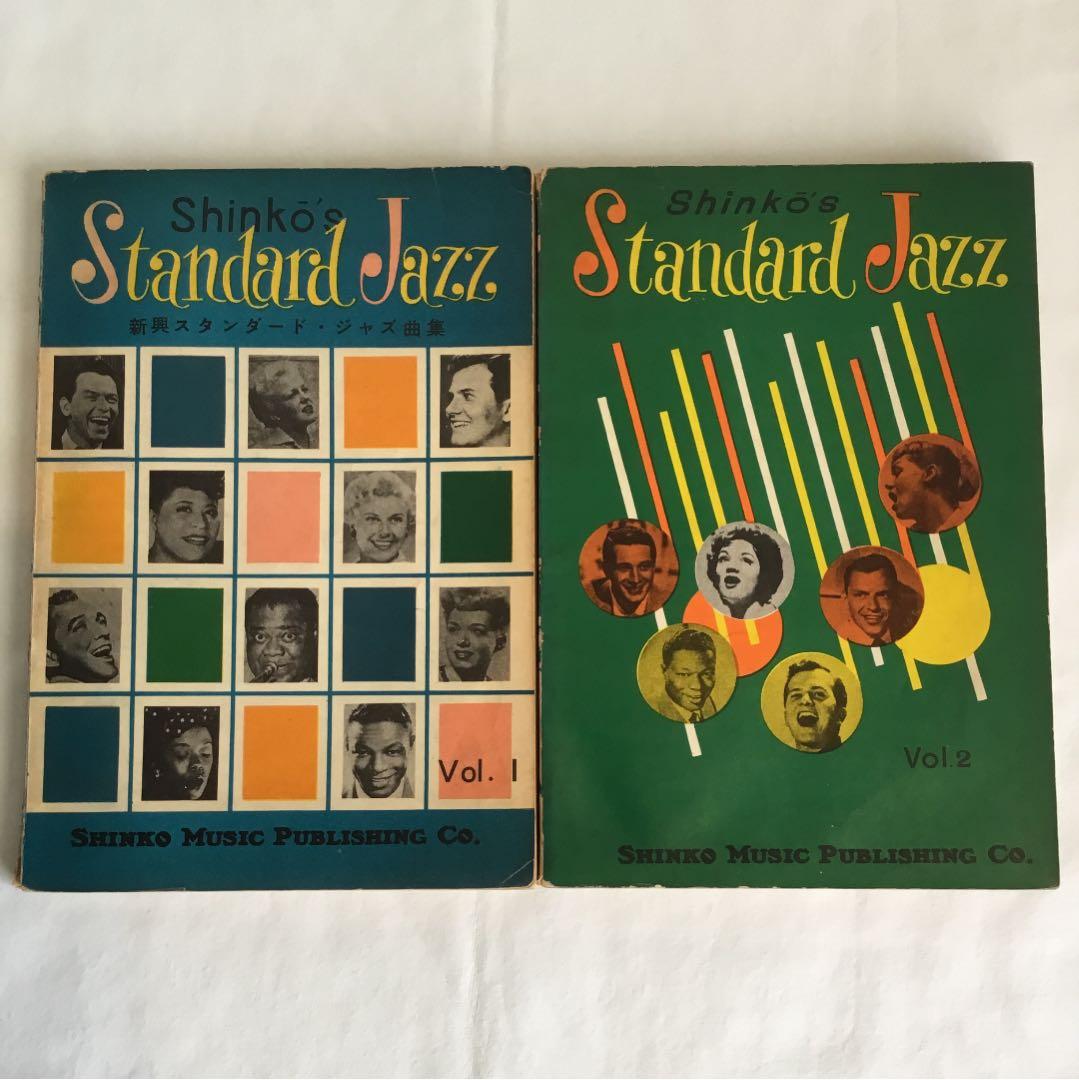 Shinkō's
Standard Jazz
新興スタンダード・ジャズ曲集
Vol. 1
SHINKO MUSIC PUBLISHING CO.
Shinkō's
Standard Jazz
Vol.2
SHINKO MUSIC PUBLISHING CO.